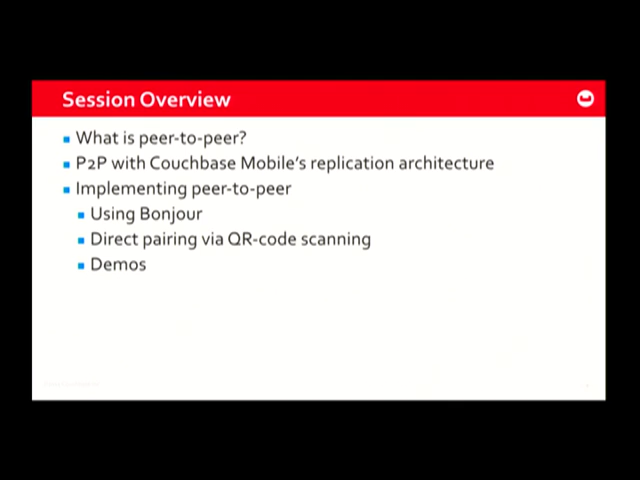 Session Overview
What is peer-to-peer?
P2P with Couchbase Mobile's replication architecture
Implementing peer-to-peer
Using Bonjour
Direct pairing via QR-code scanning
Demos